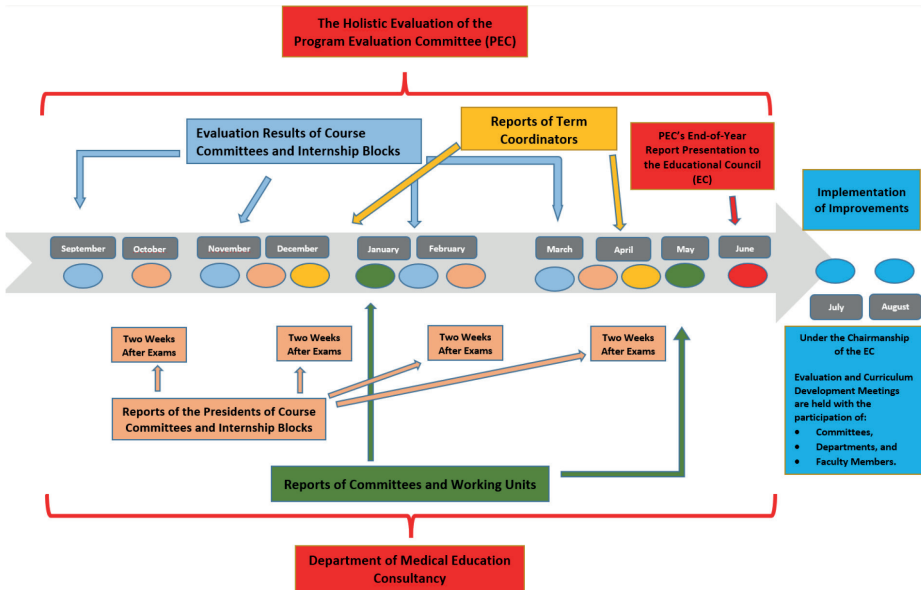 The Holistic Evaluation of the
Program Evaluation Committee (PEC)
Evaluation Results of Course
Committees and Internship Blocks
Reports of Term
Coordinators
PEC's End-of-Year
Report Presentation to
the Educational Council
(EC)
Implementation
of Improvements
September
October
November
December
January
February
March
April
May
June
July
August
Two Weeks
After Exams
Two Weeks
After Exams
Two Weeks
After Exams
Two Weeks
After Exams
Reports of the Presidents of Course
Committees and Internship Blocks
Reports of Committees and Working Units
Under the Chairmanship
of the EC
Evaluation and Curriculum
Development Meetings
are held with the
participation of:
• Committees,
• Departments, and
• Faculty Members.
Department of Medical Education
Consultancy